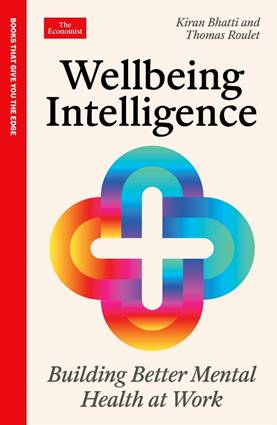 BOOKS THAT GIVE YOU THE EDGE
The
Economist
Kiran Bhatti and
Thomas Roulet
Wellbeing
Intelligence
Building Better Mental
Health at Work